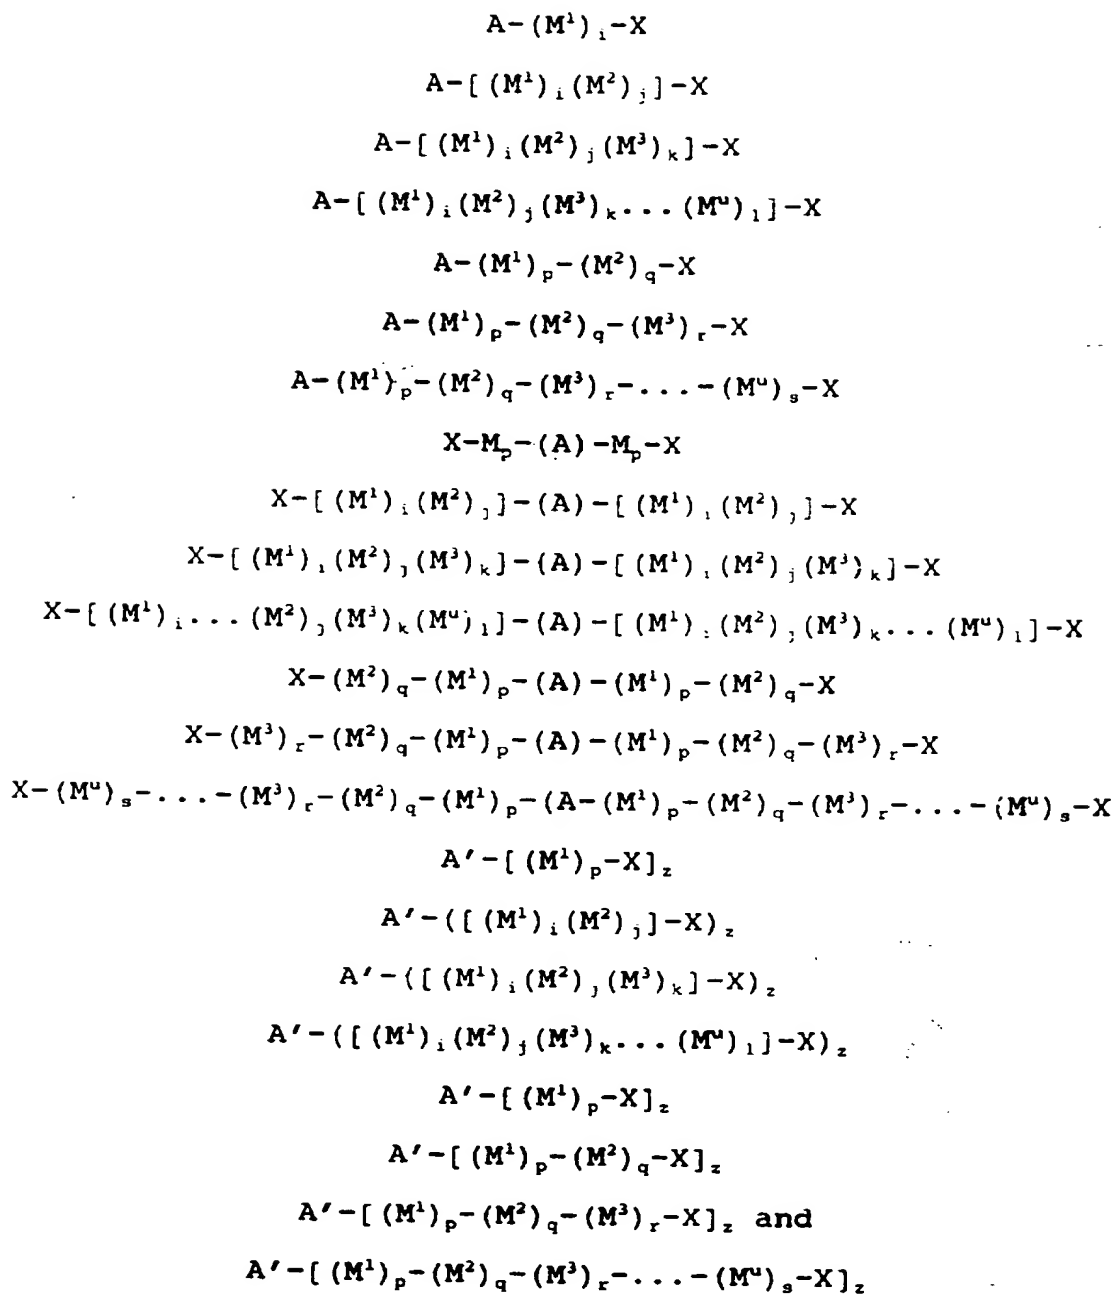 A-(M¹)ᵢ-X
A-[(M¹)ᵢ(M²)ⱼ]-X
A-[(M¹)ᵢ(M²)ⱼ(M³)ₖ]-X
A-[(M¹)ᵢ(M²)ⱼ(M³)ₖ...(Mᵘ)ₗ]-X
A-(M¹)ₚ-(M²)q-X
A-(M¹)ₚ-(M²)q-(M³)ᵣ-X
A-(M¹)ₚ-(M²)q-(M³)ᵣ-...-(Mᵘ)ₛ-X
X-Mₚ-(A)-Mₚ-X
X-[(M¹)ᵢ(M²)ⱼ]-(A)-[(M¹)ᵢ(M²)ⱼ]-X
X-[(M¹)ᵢ(M²)ⱼ(M³)ₖ]-(A)-[(M¹)ᵢ(M²)ⱼ(M³)ₖ]-X
X-[(M¹)ᵢ...(M²)ⱼ(M³)ₖ(Mᵘ)ₗ]-(A)-[(M¹)ᵢ(M²)ⱼ(M³)ₖ...(Mᵘ)ₗ]-X
X-(M²)q-(M¹)ₚ-(A)-(M¹)ₚ-(M²)q-X
X-(M³)ᵣ-(M²)q-(M¹)ₚ-(A)-(M¹)ₚ-(M²)q-(M³)ᵣ-X
X-(Mᵘ)ₛ-...-(M³)ᵣ-(M²)q-(M¹)ₚ-(A-(M¹)ₚ-(M²)q-(M³)ᵣ-...-(Mᵘ)ₛ-X
A′-[(M¹)ₚ-X]z
A′-([(M¹)ᵢ(M²)ⱼ]-X)z
A′-([(M¹)ᵢ(M²)ⱼ(M³)ₖ]-X)z
A′-([(M¹)ᵢ(M²)ⱼ(M³)ₖ...(Mᵘ)ₗ]-X)z
A′-[(M¹)ₚ-X]z
A′-[(M¹)ₚ-(M²)q-X]z
A′-[(M¹)ₚ-(M²)q-(M³)ᵣ-X]z and
A′-[(M¹)ₚ-(M²)q-(M³)ᵣ-...-(Mᵘ)ₛ-X]z